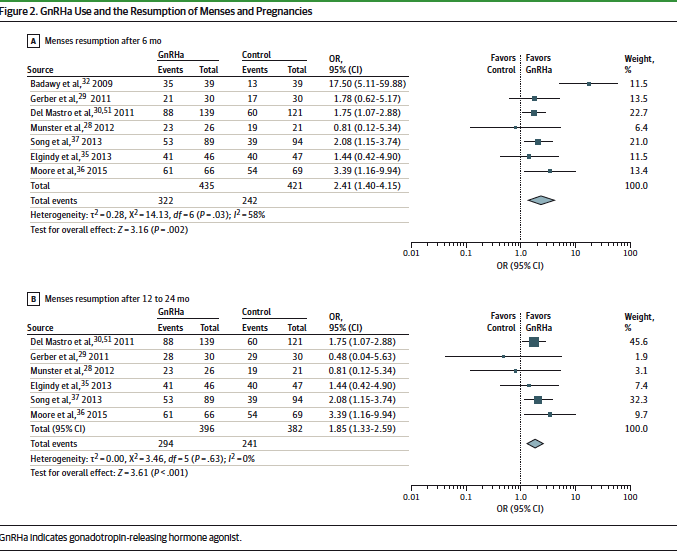 Figure 2. GnRHa Use and the Resumption of Menses and Pregnancies
A Menses resumption after 6 mo
GnRHa Control
Source Events Total Events Total OR, 95% (CI) Favors Control Favors GnRHa Weight, %
Badawy et al,32 2009 35 39 13 39 17.50 (5.11-59.88) 11.5
Gerber et al,29 2011 21 30 17 30 1.78 (0.62-5.17) 13.5
Del Mastro et al,30,51 2011 88 139 60 121 1.75 (1.07-2.88) 22.7
Munster et al,28 2012 23 26 19 21 0.81 (0.12-5.34) 6.4
Song et al,37 2013 53 89 39 94 2.08 (1.15-3.74) 21.0
Elgindy et al,35 2013 41 46 40 47 1.44 (0.42-4.90) 11.5
Moore et al,36 2015 61 66 54 69 3.39 (1.16-9.94) 13.4
Total 435 421 2.41 (1.40-4.15) 100.0
Total events 322 242
Heterogeneity: τ2=0.28, X2=14.13, df=6 (P=.03); I2=58%
Test for overall effect: Z=3.16 (P=.002)
0.01 0.1 1.0 10 100
OR (95% CI)
B Menses resumption after 12 to 24 mo
GnRHa Control
Source Events Total Events Total OR, 95% (CI) Favors Control Favors GnRHa Weight, %
Del Mastro et al,30,51 2011 88 139 60 121 1.75 (1.07-2.88) 45.6
Gerber et al,29 2011 28 30 29 30 0.48 (0.04-5.63) 1.9
Munster et al,28 2012 23 26 19 21 0.81 (0.12-5.34) 3.1
Elgindy et al,35 2013 41 46 40 47 1.44 (0.42-4.90) 7.4
Song et al,37 2013 53 89 39 94 2.08 (1.15-3.74) 32.3
Moore et al,36 2015 61 66 54 69 3.39 (1.16-9.94) 9.7
Total (95% CI) 396 382 1.85 (1.33-2.59) 100.0
Total events 294 241
Heterogeneity: τ2=0.00, X2=3.46, df=5 (P=.63); I2=0%
Test for overall effect: Z=3.61 (P<.001)
0.01 0.1 1.0 10 100
OR (95% CI)
GnRHa indicates gonadotropin-releasing hormone agonist.